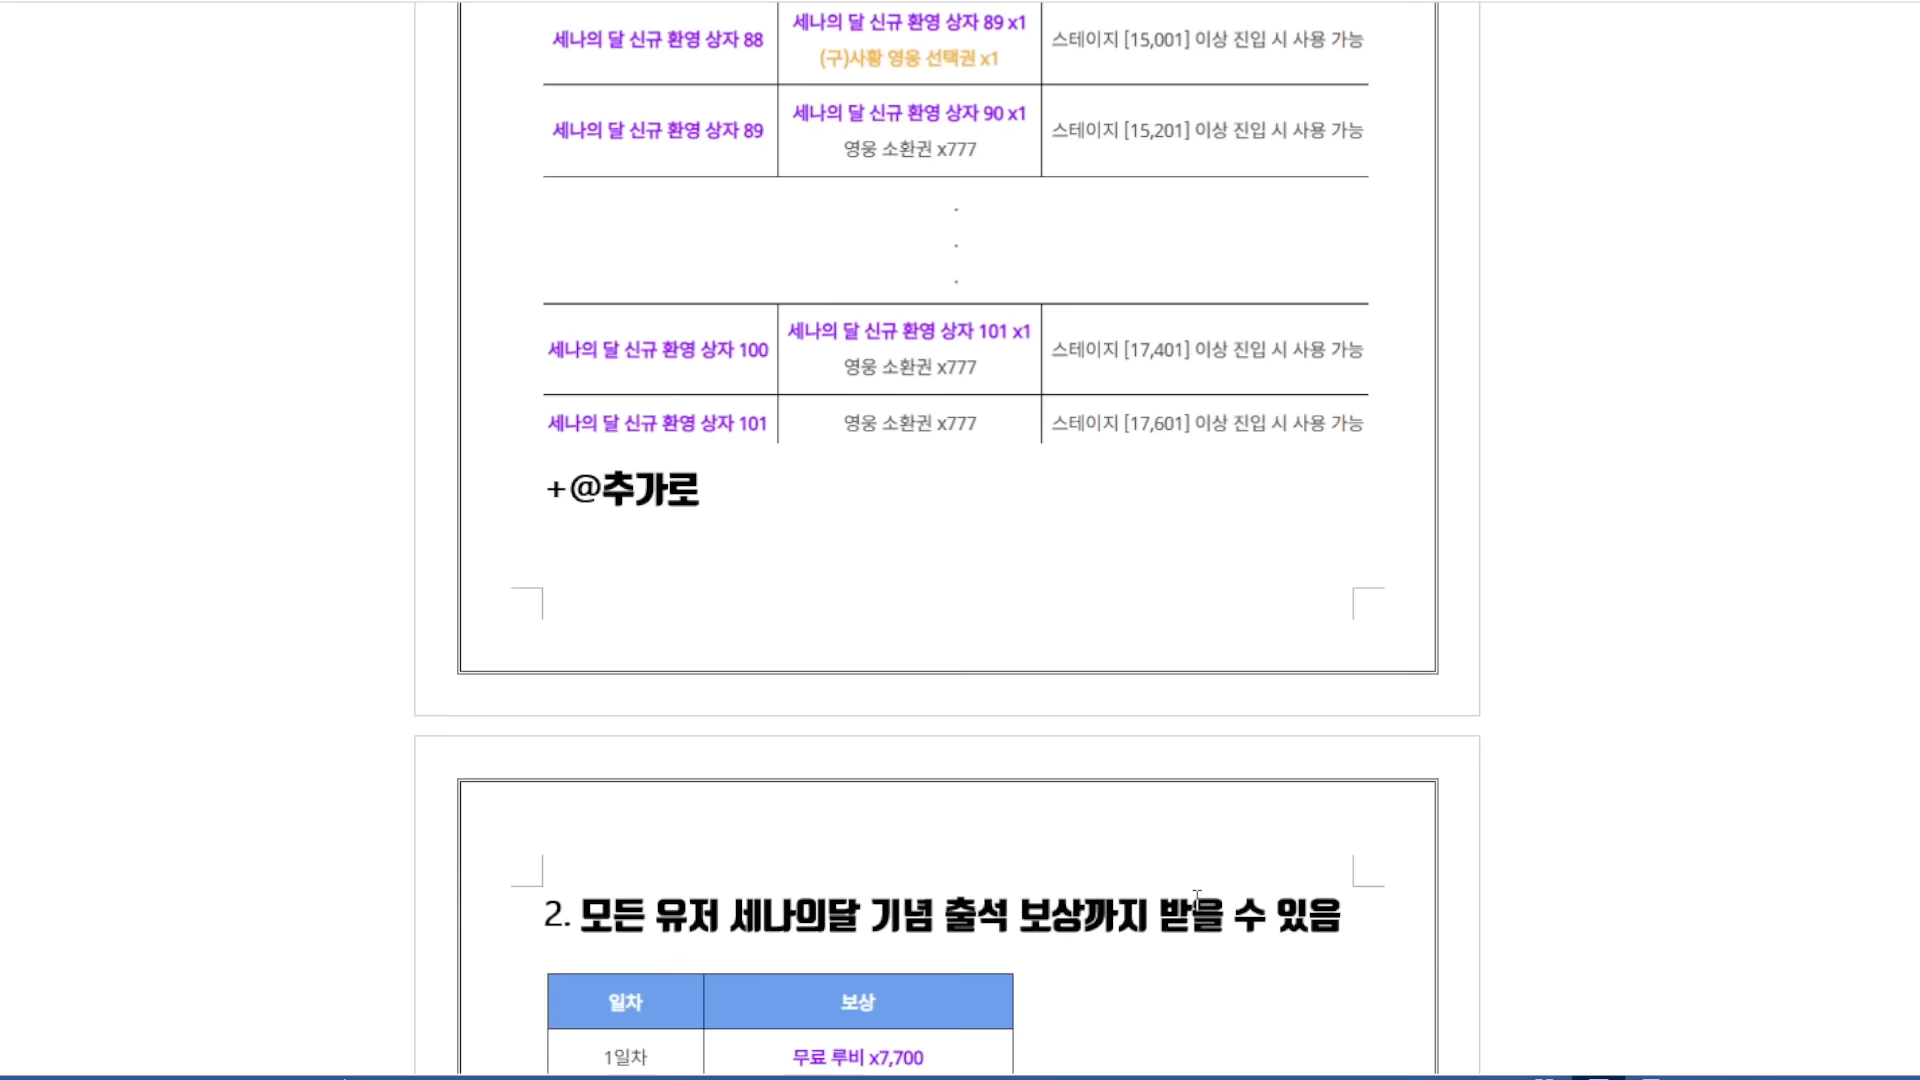 세나의 달 신규 환영 상자 88
세나의 달 신규 환영 상자 89 x1
(구)사황 영웅 선택권 x1
스테이지 [15,001] 이상 진입 시 사용 가능
세나의 달 신규 환영 상자 89
세나의 달 신규 환영 상자 90 x1
영웅 소환권 x777
스테이지 [15,201] 이상 진입 시 사용 가능
.
.
.
세나의 달 신규 환영 상자 100
세나의 달 신규 환영 상자 101 x1
영웅 소환권 x777
스테이지 [17,401] 이상 진입 시 사용 가능
세나의 달 신규 환영 상자 101
영웅 소환권 x777
스테이지 [17,601] 이상 진입 시 사용 가능
+@추가로
2. 모든 유저 세나의달 기념 출석 보상까지 받을 수 있음
일차
보상
1일차
무료 루비 x7,700